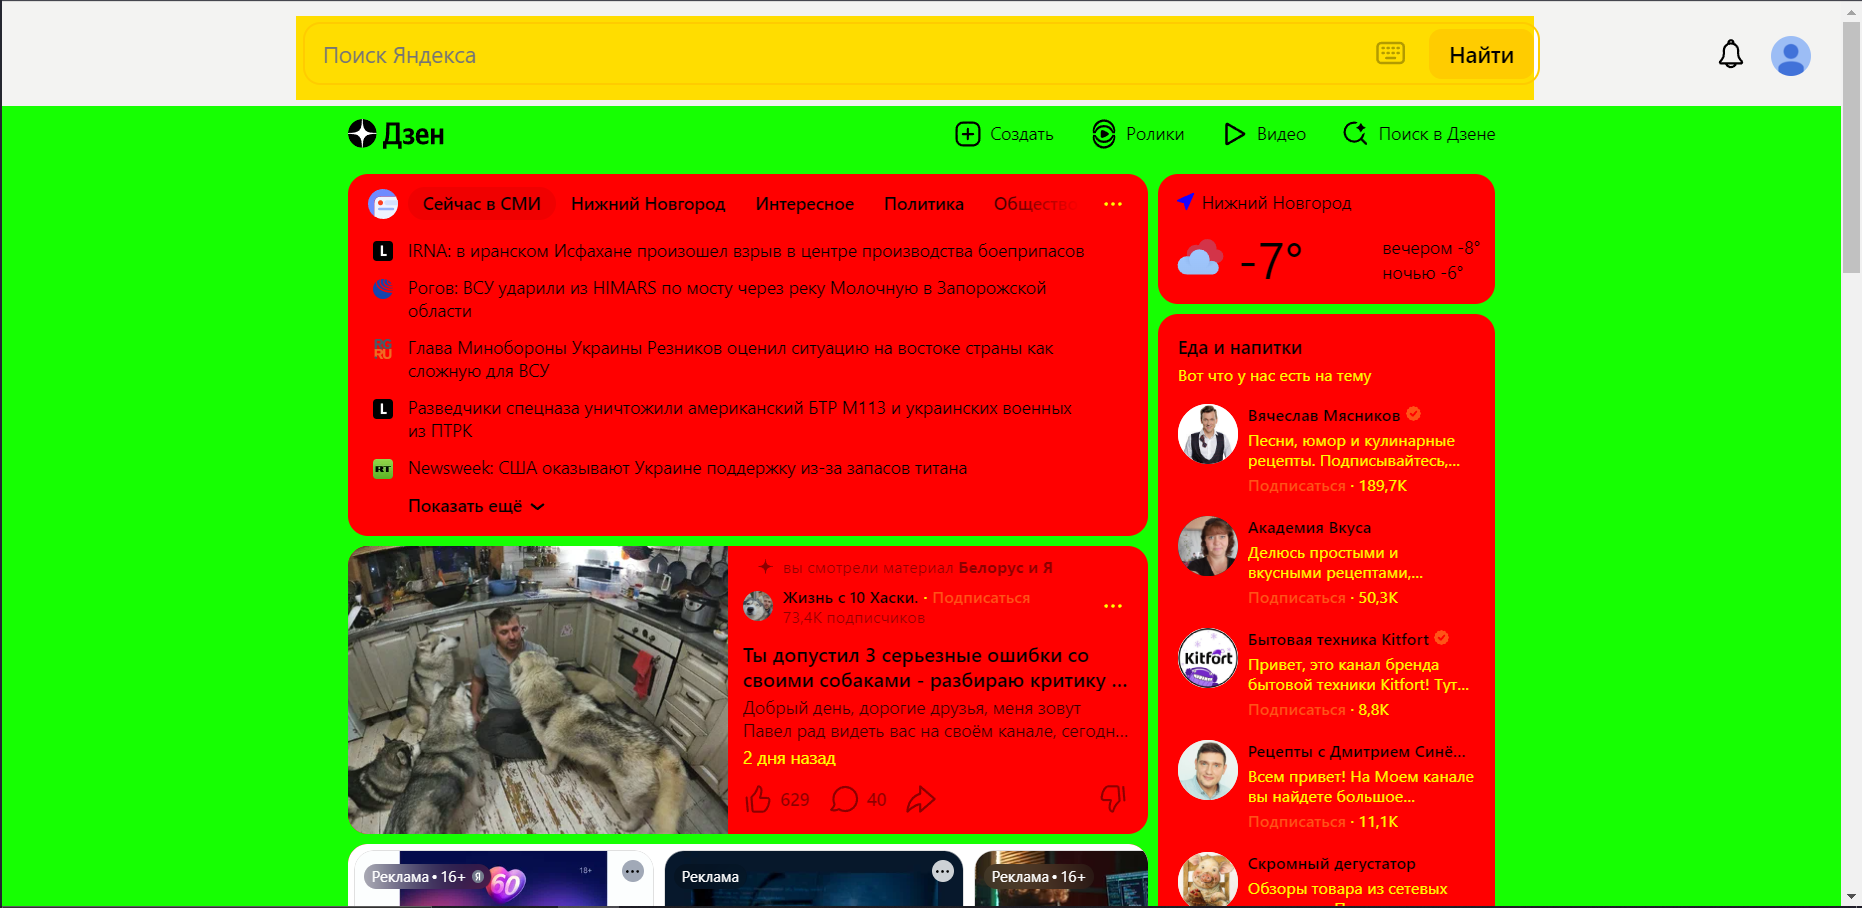 Поиск Яндекса
Найти
Дзен
Создать
Ролики
Видео
Поиск в Дзене
Сейчас в СМИ
Нижний Новгород
Интересное
Политика
Общество
IRNA: в иранском Исфахане произошел взрыв в центре производства боеприпасов
Рогов: ВСУ ударили из HIMARS по мосту через реку Молочную в Запорожской
области
RG
RU
Глава Минобороны Украины Резников оценил ситуацию на востоке страны как
сложную для ВСУ
Разведчики спецназа уничтожили американский БТР М113 и украинских военных
из ПТРК
RT
Newsweek: США оказывают Украине поддержку из-за запасов титана
Показать ещё
Нижний Новгород
-7°
вечером -8°
ночью -6°
вы смотрели материал Белорус и Я
Жизнь с 10 Хаски. · Подписаться
73,4K подписчиков
Ты допустил 3 серьезные ошибки со
своими собаками - разбираю критику ...
Добрый день, дорогие друзья, меня зовут
Павел рад видеть вас на своём канале, сегодн...
2 дня назад
629
40
Реклама • 16+
60
18+
Реклама
Реклама • 16+
Еда и напитки
Вот что у нас есть на тему
Вячеслав Мясников
Песни, юмор и кулинарные
рецепты. Подписывайтесь,...
Подписаться · 189,7K
Академия Вкуса
Делюсь простыми и
вкусными рецептами,...
Подписаться · 50,3K
Kitfort
Бытовая техника Kitfort
Привет, это канал бренда
бытовой техники Kitfort! Тут...
Подписаться · 8,8K
Рецепты с Дмитрием Синё...
Всем привет! На Моем канале
вы найдете большое...
Подписаться · 11,1K
Скромный дегустатор
Обзоры товара из сетевых